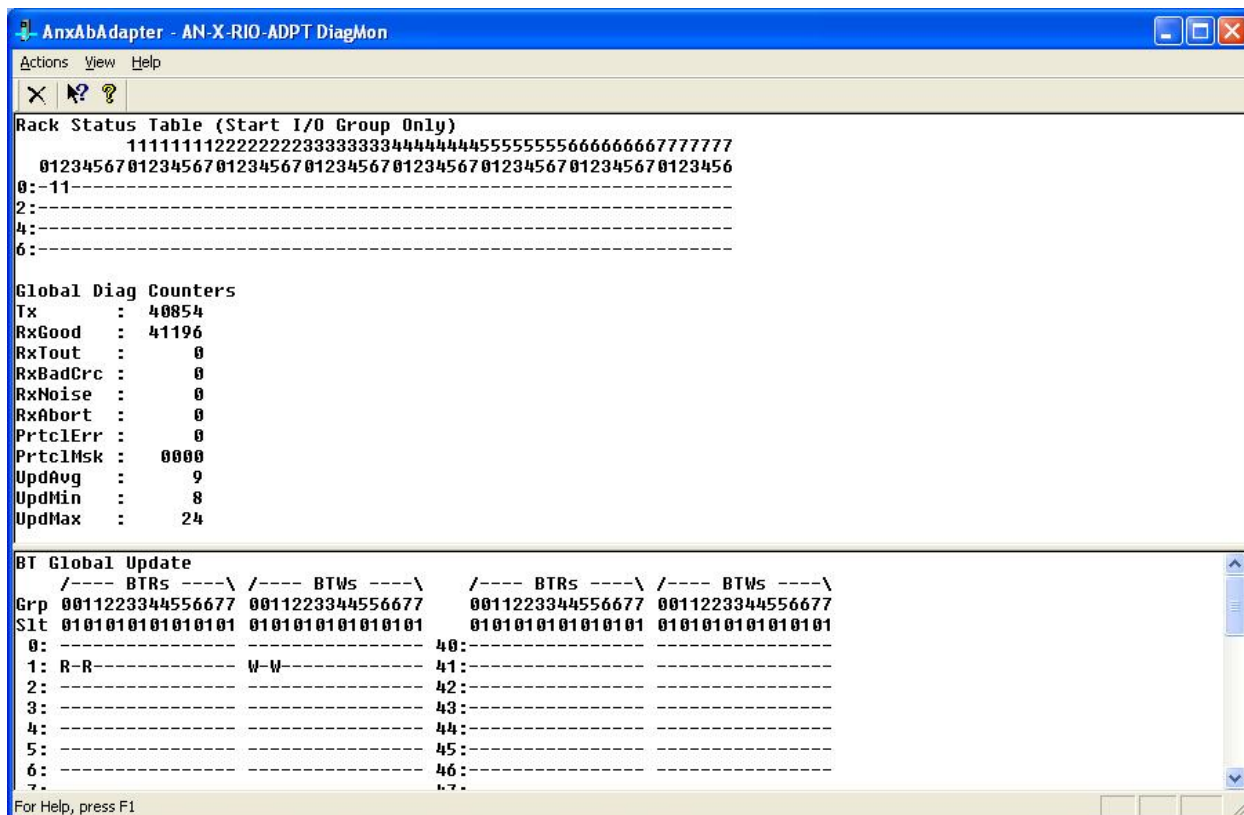 AnxAbAdapter - AN-X-RIO-ADPT DiagMon
Actions View Help
Rack Status Table (Start I/O Group Only)
1111111122222222333333334444444455555555666666667777777
012345670123456701234567012345670123456701234567012345670123456
0:-11------------------------------------------------------------
2:---------------------------------------------------------------
4:---------------------------------------------------------------
6:---------------------------------------------------------------
Global Diag Counters
Tx : 40854
RxGood : 41196
RxTout : 0
RxBadCrc : 0
RxNoise : 0
RxAbort : 0
PrtclErr : 0
PrtclMsk : 0000
UpdAvg : 9
UpdMin : 8
UpdMax : 24
BT Global Update
/---- BTRs ----\ /---- BTWs ----\ /---- BTRs ----\ /---- BTWs ----\
Grp 0011223344556677 0011223344556677 0011223344556677 0011223344556677
Slt 0101010101010101 0101010101010101 0101010101010101 0101010101010101
0: ---------------- ---------------- 40:---------------- ----------------
1: R-R------------- W-W------------- 41:---------------- ----------------
2: ---------------- ---------------- 42:---------------- ----------------
3: ---------------- ---------------- 43:---------------- ----------------
4: ---------------- ---------------- 44:---------------- ----------------
5: ---------------- ---------------- 45:---------------- ----------------
6: ---------------- ---------------- 46:---------------- ----------------
For Help, press F1